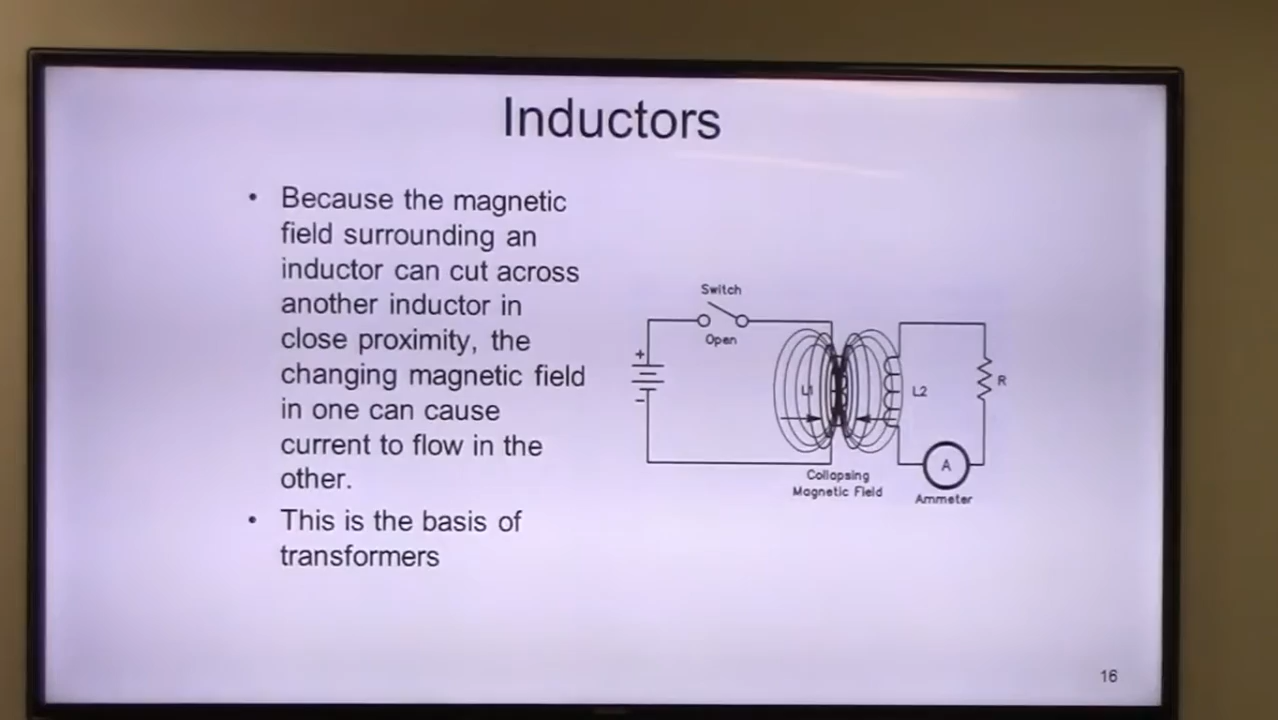 Inductors
• Because the magnetic
field surrounding an
inductor can cut across
another inductor in
close proximity, the
changing magnetic field
in one can cause
current to flow in the
other.
• This is the basis of
transformers
Switch
Open
+
-
L1
L2
R
A
Collapsing
Magnetic Field
Ammeter
16